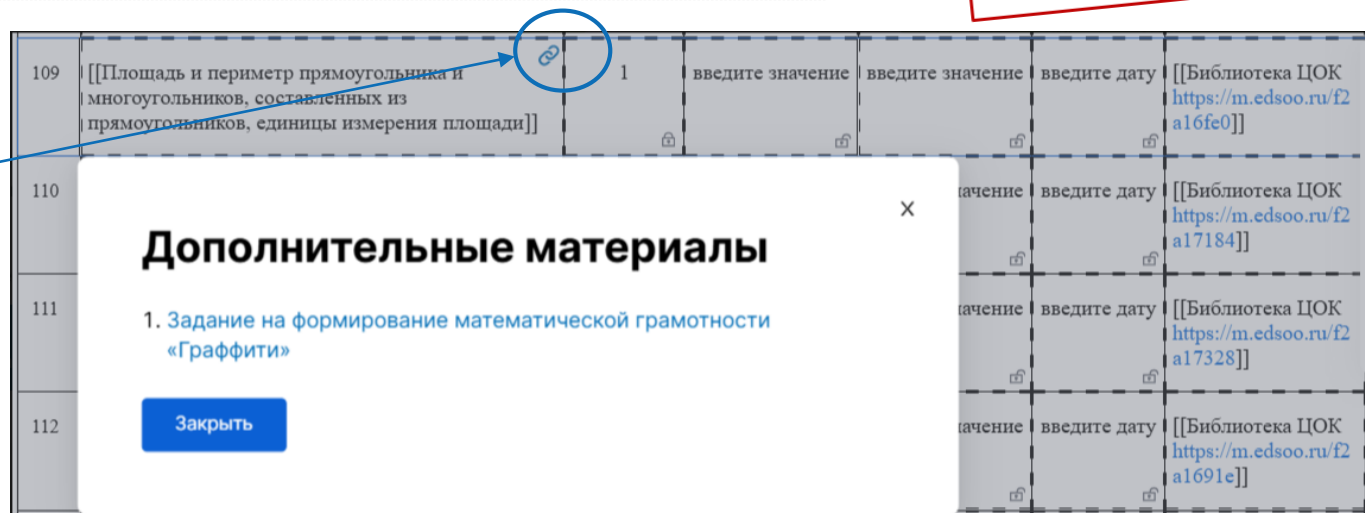 109
[[Площадь и периметр прямоугольника и
многоугольников, составленных из
прямоугольников, единицы измерения площади]]
1
введите значение
введите значение
введите дату
[[Библиотека ЦОК
https://m.edsoo.ru/f2
a16fe0]]
110
Дополнительные материалы
x
1. Задание на формирование математической грамотности
«Граффити»
Закрыть
введите дату
[[Библиотека ЦОК
https://m.edsoo.ru/f2
a17184]]
111
введите дату
[[Библиотека ЦОК
https://m.edsoo.ru/f2
a17328]]
112
введите дату
[[Библиотека ЦОК
https://m.edsoo.ru/f2
a1691e]]